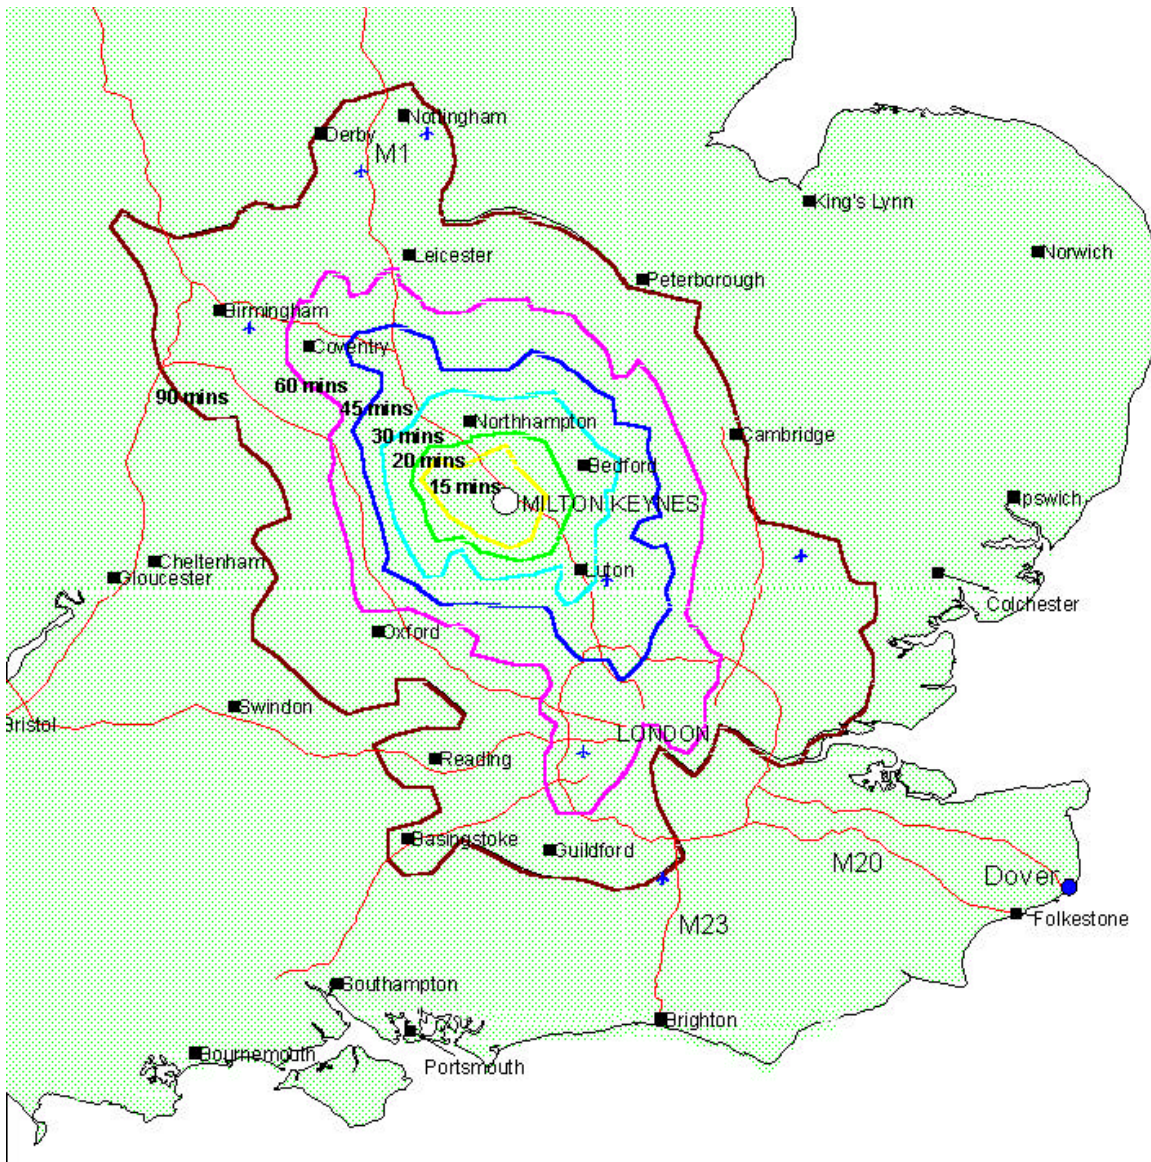 Nottingham
Derby
M1
King's Lynn
Norwich
Leicester
Peterborough
Birmingham
Coventry
60 mins
90 mins
45 mins
Northhampton
30 mins
Cambridge
20 mins
Bedford
15 mins
MILTON KEYNES
Ipswich
Cheltenham
Luton
Gloucester
Colchester
Oxford
Swindon
Bristol
LONDON
Reading
Basingstoke
Guildford
M20
Dover
Folkestone
M23
Southampton
Brighton
Bournemouth
Portsmouth